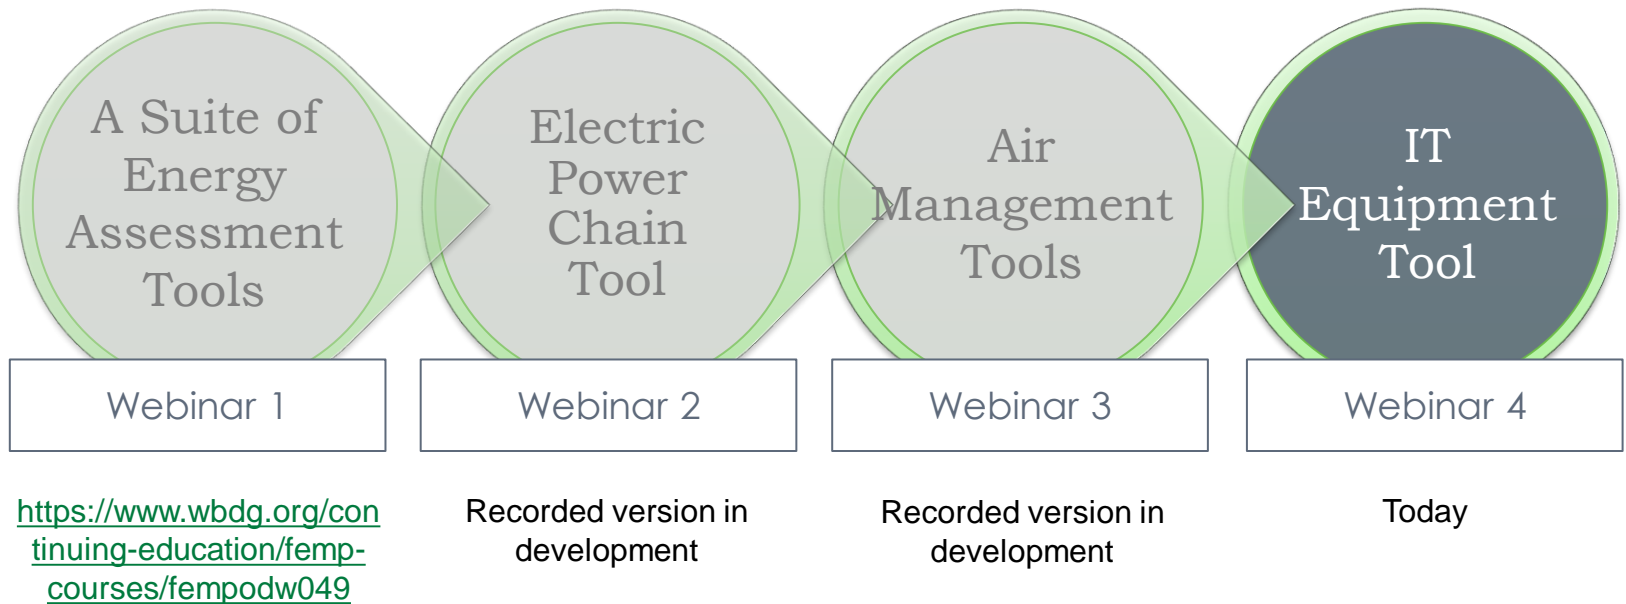 A Suite of
Energy
Assessment
Tools
Webinar 1
https://www.wbdg.org/con
tinuing-education/femp-
courses/fempodw049
Electric
Power
Chain
Tool
Webinar 2
Recorded version in
development
Air
Management
Tools
Webinar 3
Recorded version in
development
IT
Equipment
Tool
Webinar 4
Today